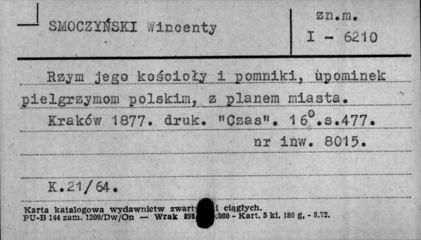 zn.m.
SMOCZYŃSKI Wincenty
I - 6210
Rzym jego kościoły i pomniki, upominek
pielgrzymom polskim, z planem miasta.
Kraków 1877. druk. "Czas". 16⁰.s.477.
nr inw. 8015.
K.21/64.
Karta katalogowa wydawnictw zwart i ciągłych.
PU-B 144 zam. 1209/Dw/On — Wrak 000 - Kart. 5 kl. 180 g, - 8.72.